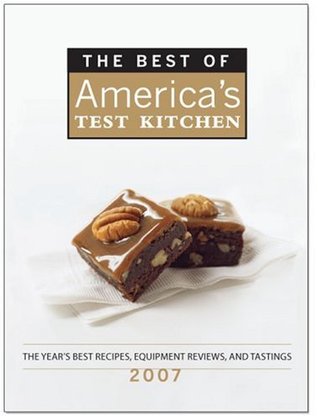 THE BEST OF
America's
TEST KITCHEN
THE YEAR'S BEST RECIPES, EQUIPMENT REVIEWS, AND TASTINGS
2007